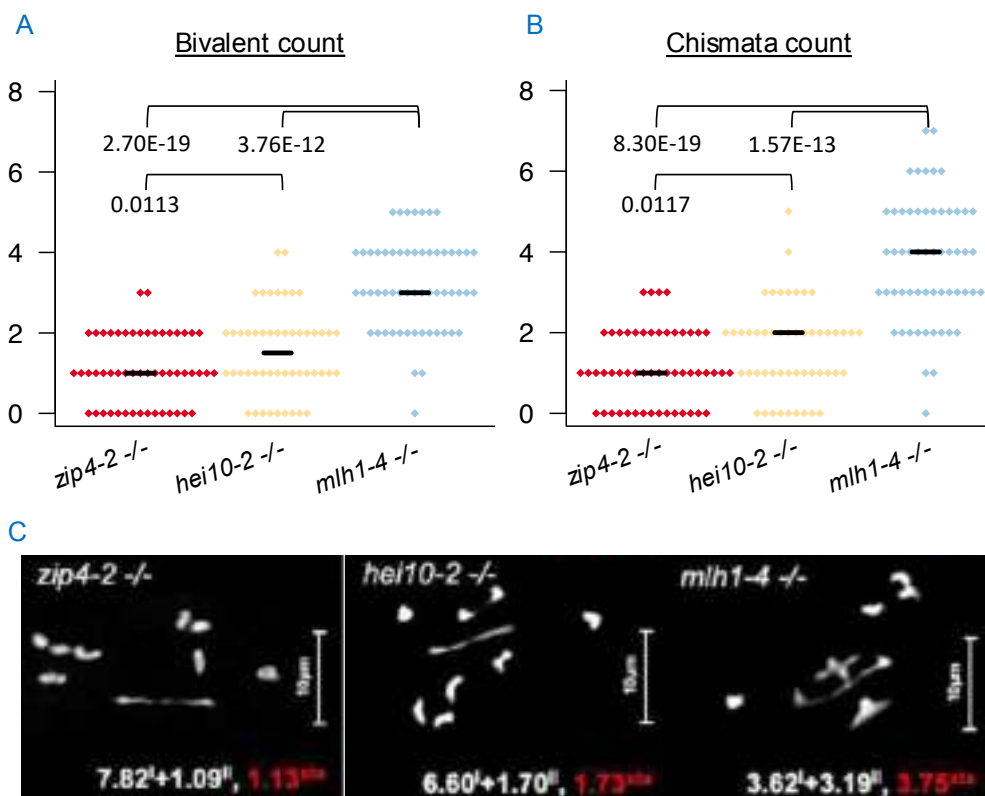 A
Bivalent count
8
6
4
2
0
2.70E-19
3.76E-12
0.0113
zip4-2 -/-
hei10-2 -/-
mlh1-4 -/-
B
Chismata count
8
6
4
2
0
8.30E-19
1.57E-13
0.0117
zip4-2 -/-
hei10-2 -/-
mlh1-4 -/-
C
zip4-2 -/-
10µm
7.82ᴵ+1.09ᴵᴵ, 1.13
hei10-2 -/-
10µm
6.60ᴵ+1.70ᴵᴵ, 1.73
mlh1-4 -/-
10µm
3.62ᴵ+3.19ᴵᴵ, 3.75